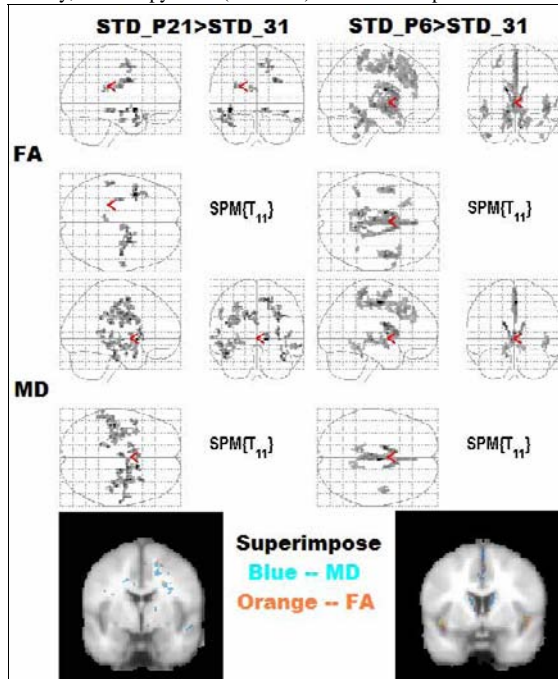 STD_P21>STD_31 STD_P6>STD_31
FA
SPM{T11} SPM{T11}
MD
SPM{T11} SPM{T11}
Superimpose
Blue -- MD
Orange -- FA